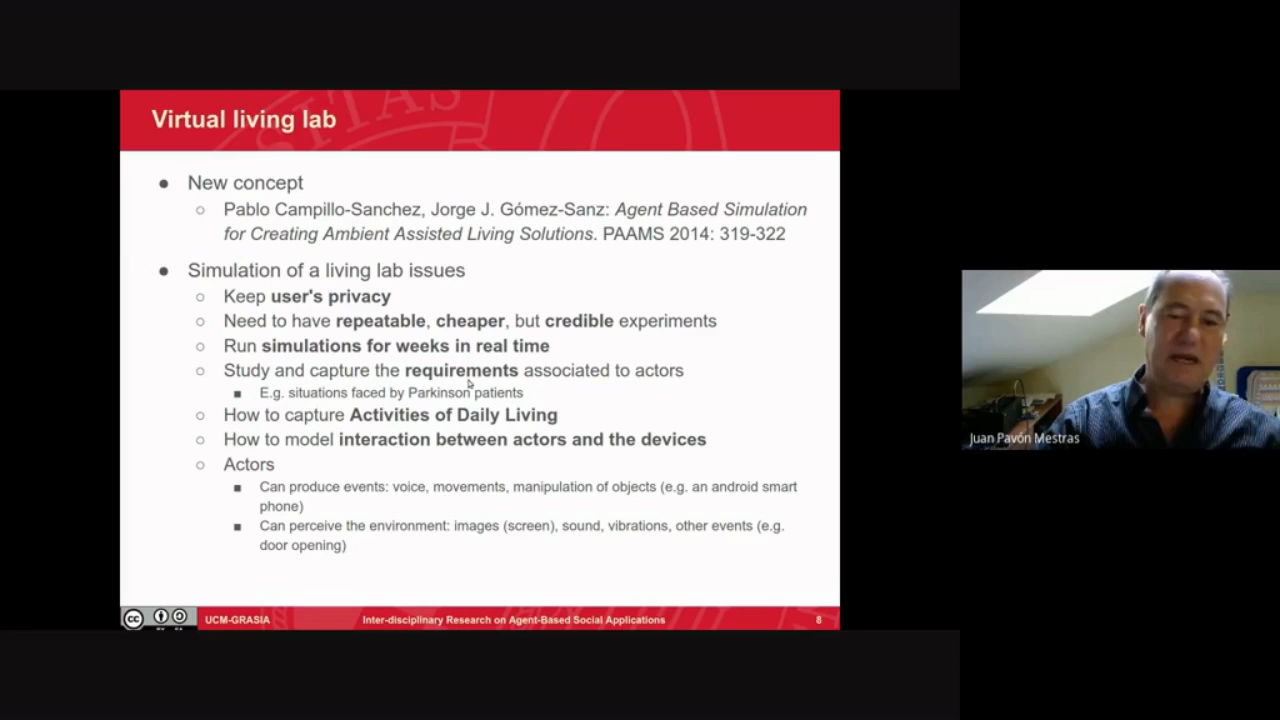 Virtual living lab
● New concept
○ Pablo Campillo-Sanchez, Jorge J. Gómez-Sanz: Agent Based Simulation
for Creating Ambient Assisted Living Solutions. PAAMS 2014: 319-322
● Simulation of a living lab issues
○ Keep user's privacy
○ Need to have repeatable, cheaper, but credible experiments
○ Run simulations for weeks in real time
○ Study and capture the requirements associated to actors
■ E.g. situations faced by Parkinson patients
○ How to capture Activities of Daily Living
○ How to model interaction between actors and the devices
○ Actors
■ Can produce events: voice, movements, manipulation of objects (e.g. an android smart
phone)
■ Can perceive the environment: images (screen), sound, vibrations, other events (e.g.
door opening)
Juan Pavón Mestras
cc
UCM-GRASIA Inter-disciplinary Research on Agent-Based Social Applications 8